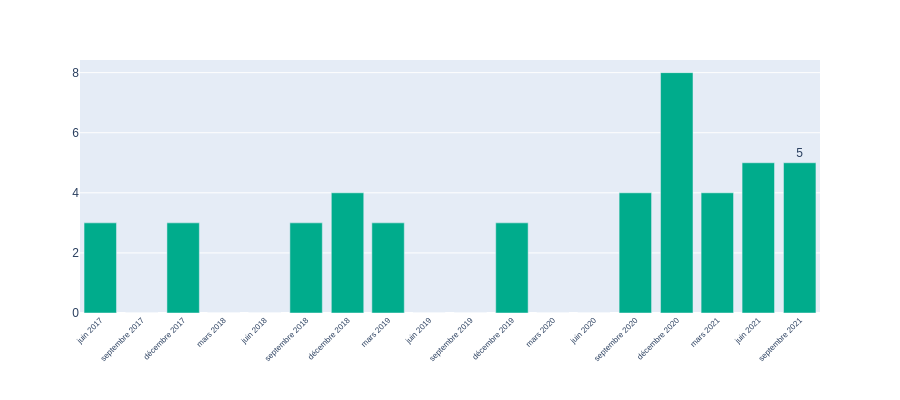 8
6
4
2
0
5
juin 2017
septembre 2017
décembre 2017
mars 2018
juin 2018
septembre 2018
décembre 2018
mars 2019
juin 2019
septembre 2019
décembre 2019
mars 2020
juin 2020
septembre 2020
décembre 2020
mars 2021
juin 2021
septembre 2021